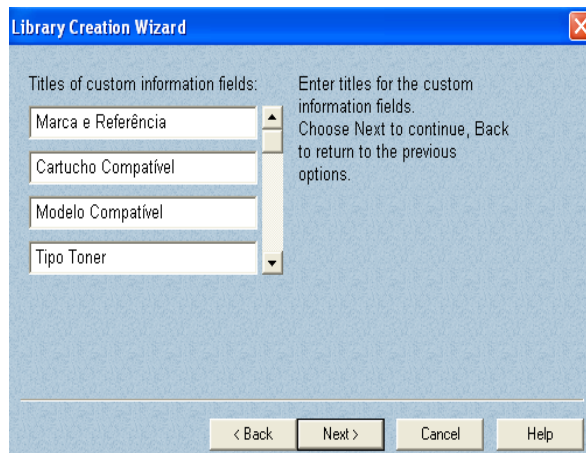 Library Creation Wizard
Titles of custom information fields:
Marca e Referência
Cartucho Compatível
Modelo Compatível
Tipo Toner
Enter titles for the custom
information fields.
Choose Next to continue, Back
to return to the previous
options.
< Back
Next >
Cancel
Help